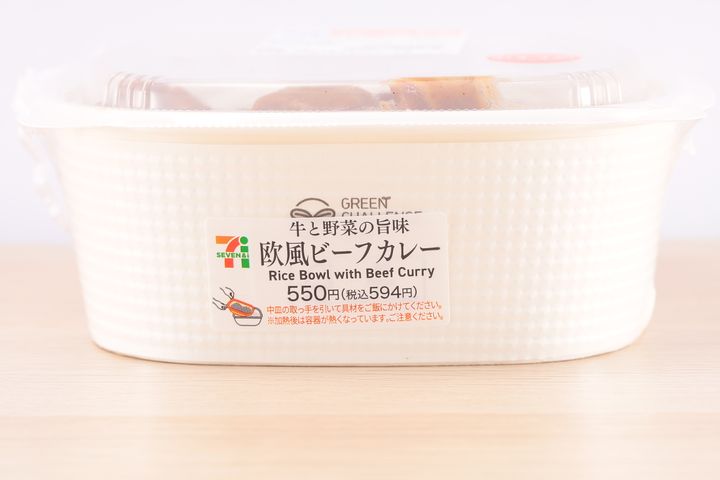 GREEN
CHALLENGE
牛と野菜の旨味
欧風ビーフカレー
Rice Bowl with Beef Curry
7i
SEVEN&i
550円(税込594円)
中皿の取っ手を引いて具材をご飯にかけてください。
※加熱後は容器が熱くなっています。ご注意ください。